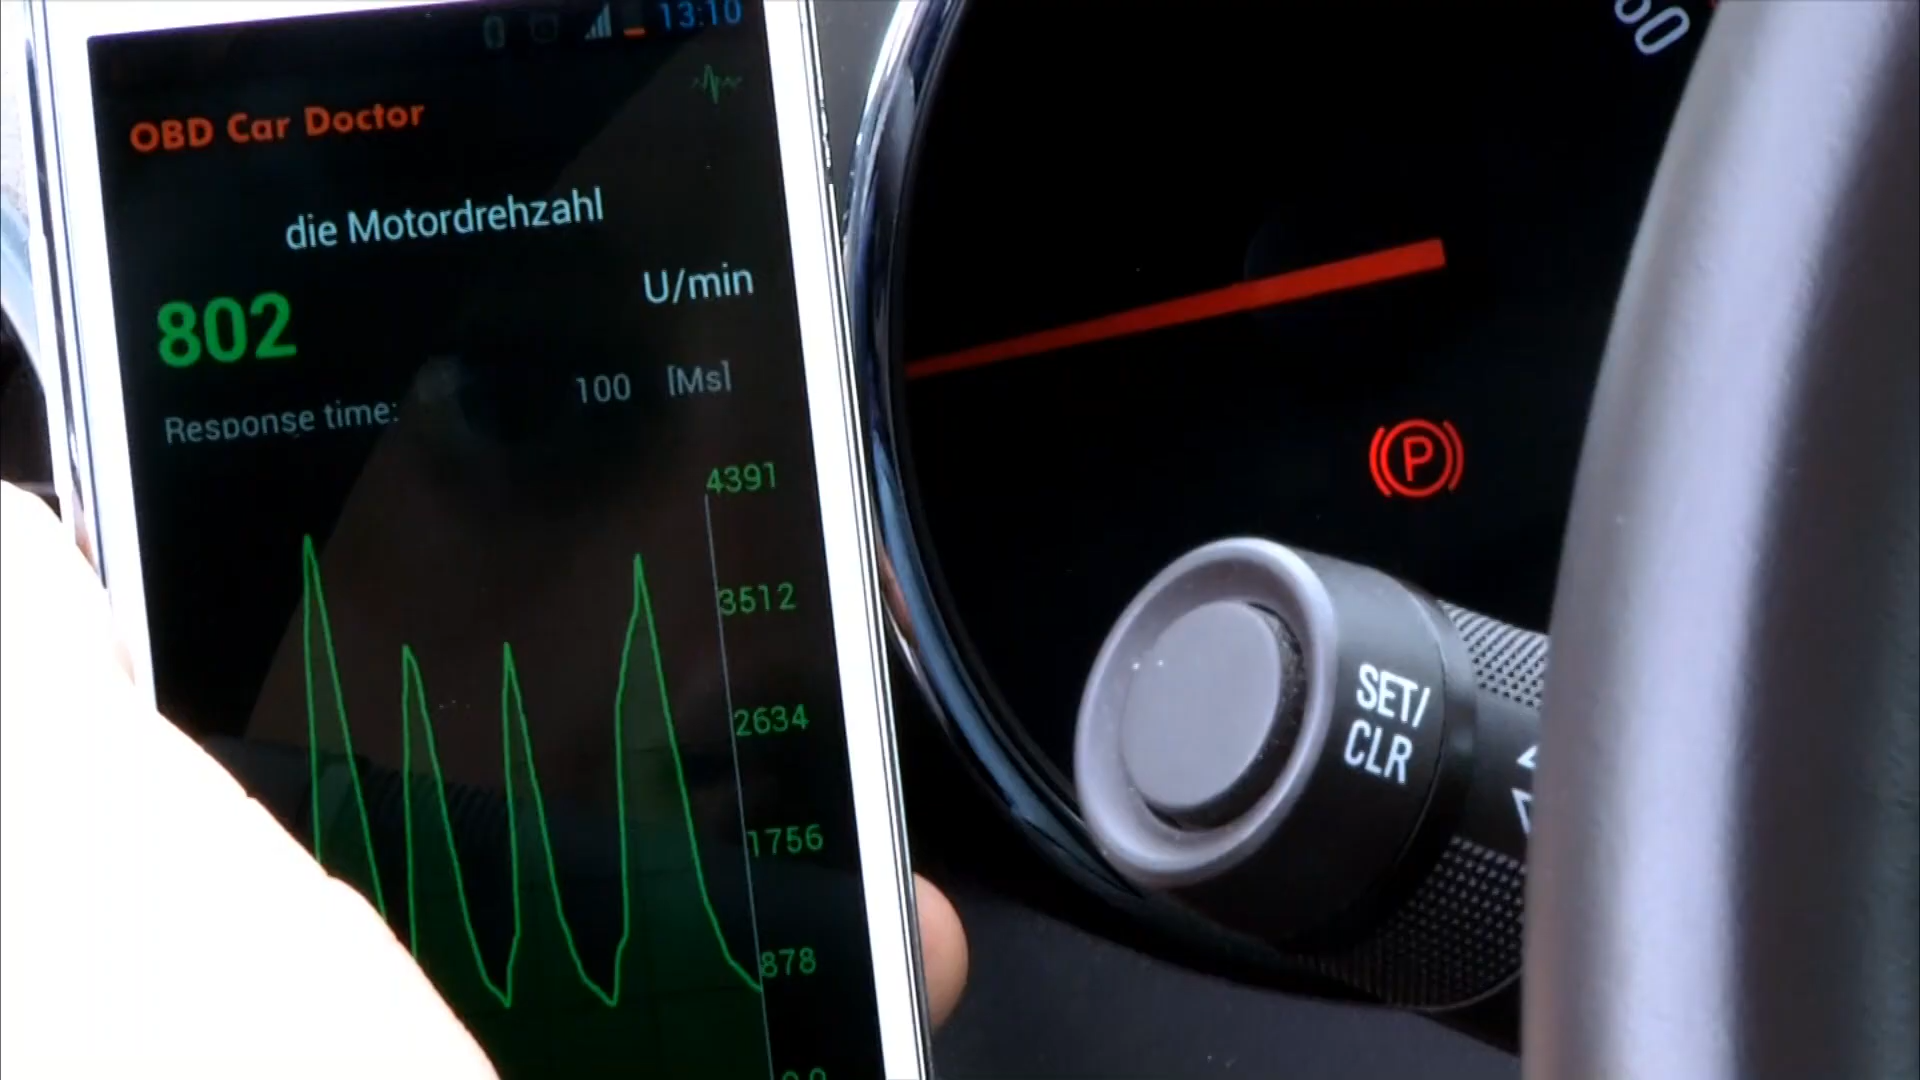 13:10
OBD Car Doctor
die Motordrehzahl
802
U/min
Response time:
100 [Ms]
4391
3512
2634
1756
878
P
SET/
CLR